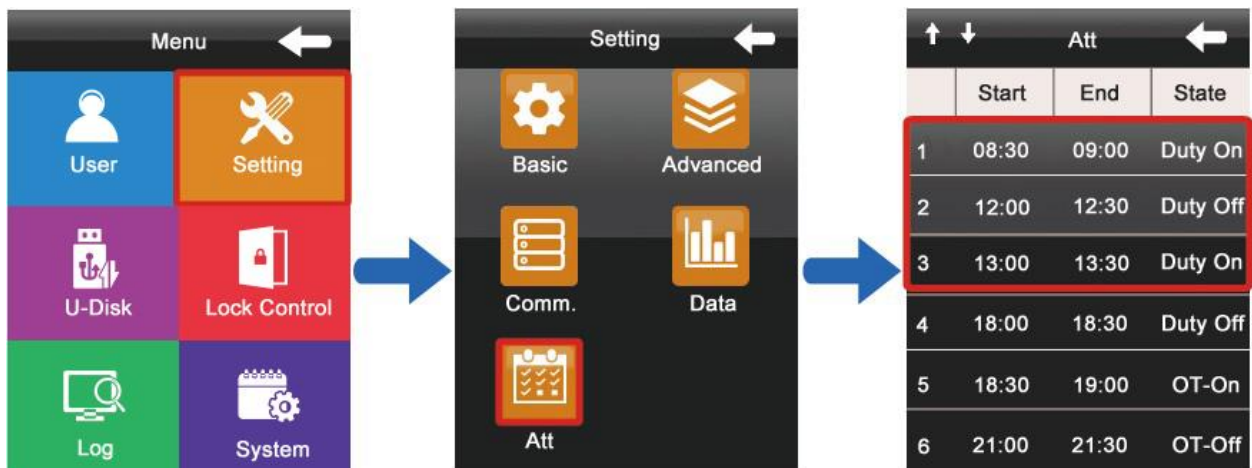 Menu
User
Setting
U-Disk
Lock Control
Log
System
Setting
Basic
Advanced
Comm.
Data
Att
Att
Start End State
1 08:30 09:00 Duty On
2 12:00 12:30 Duty Off
3 13:00 13:30 Duty On
4 18:00 18:30 Duty Off
5 18:30 19:00 OT-On
6 21:00 21:30 OT-Off